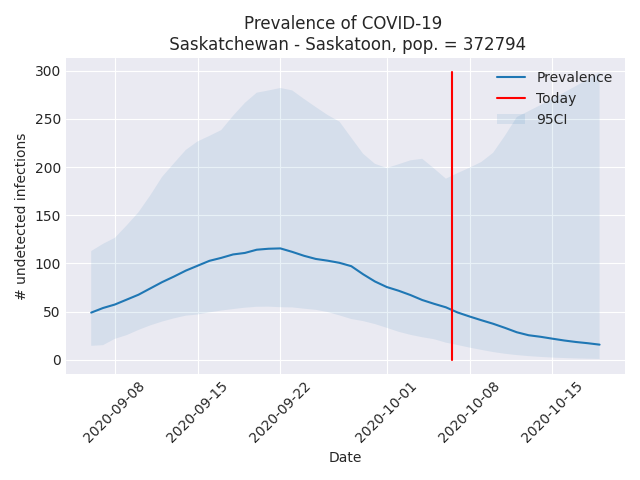 Prevalence of COVID-19
Saskatchewan - Saskatoon, pop. = 372794
300
250
200
150
100
50
0
# undetected infections
Prevalence
Today
95CI
2020-09-08
2020-09-15
2020-09-22
2020-10-01
2020-10-08
2020-10-15
Date